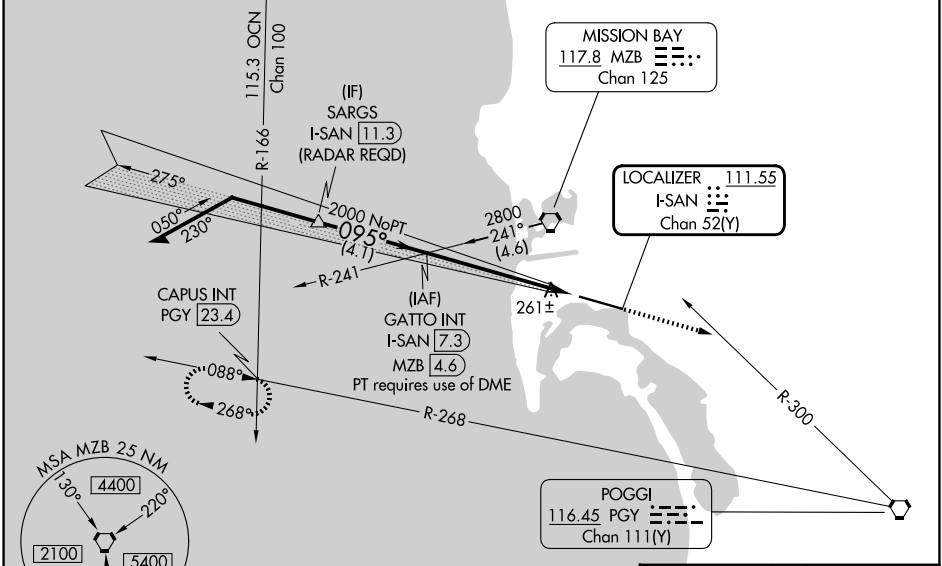 MISSION BAY
117.8 MZB
Chan 125
115.3 OCN
Chan 100
R-166
(IF)
SARGS
I-SAN 11.3
(RADAR REQD)
LOCALIZER 111.55
I-SAN
Chan 52(Y)
275°
050°
230°
2000 NoPT
095°
(4.1)
2800
241°
(4.6)
R-241
261±
CAPUS INT
PGY 23.4
(IAF)
GATTO INT
I-SAN 7.3
MZB 4.6
PT requires use of DME
088°
268°
R-268
R-300
MSA MZB 25 NM
130°
4400
220°
2100
5400
POGGI
116.45 PGY
Chan 111(Y)